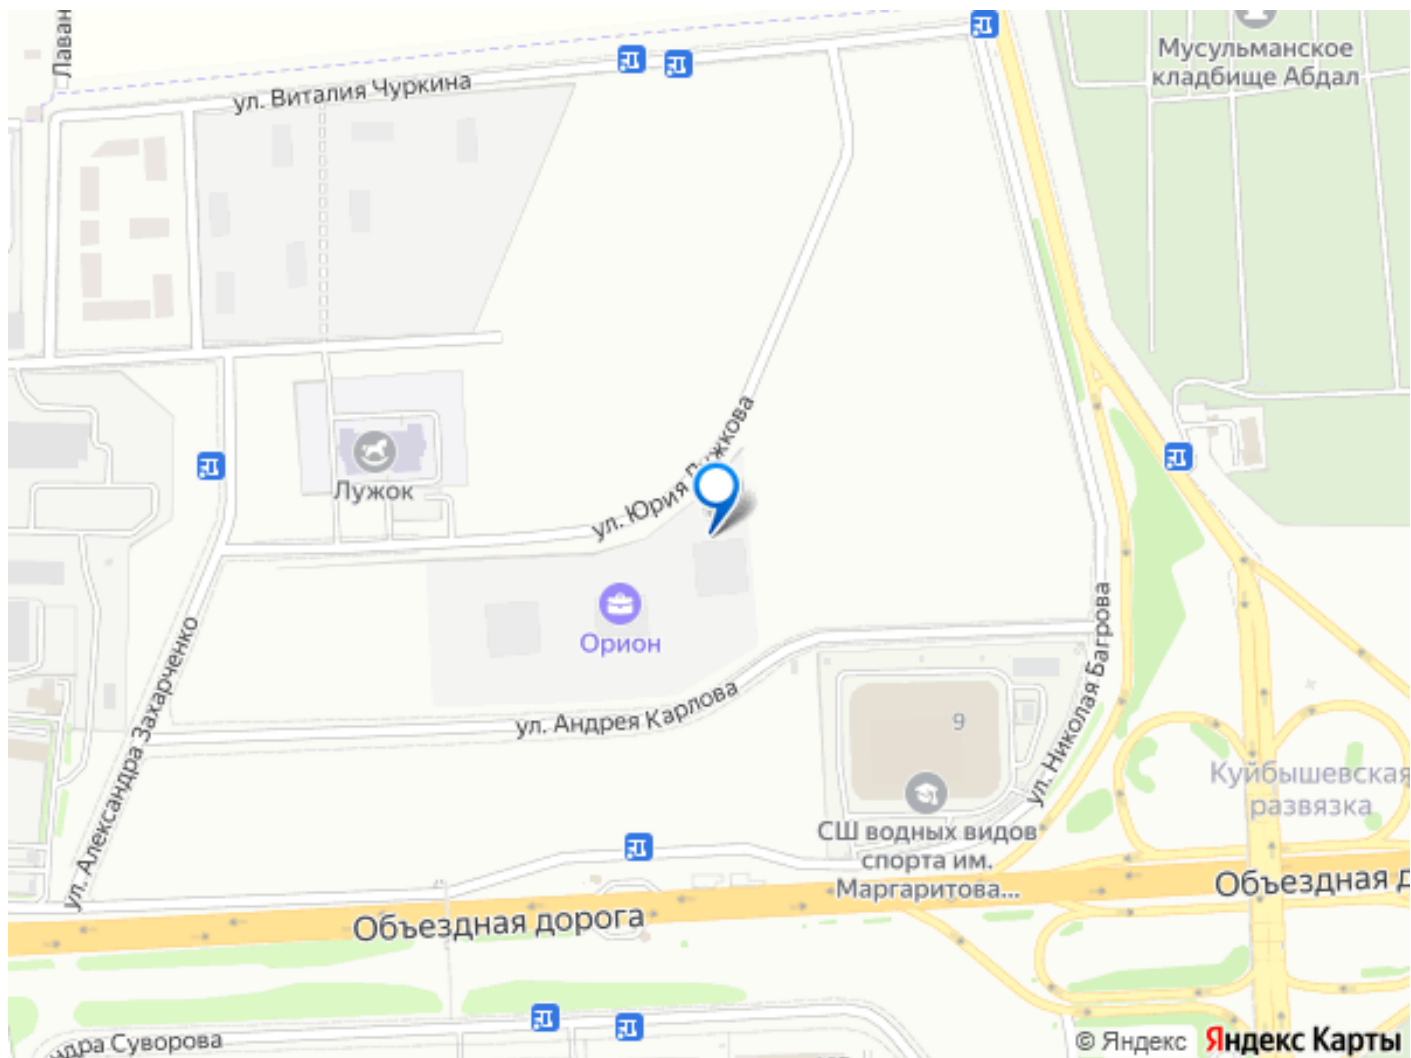 Лаван
Мусульманское
кладбище Абдал
ул. Виталия Чуркина
Лужок
ул. Юрия
Орион
ул. Андрея Карлова
ул. Александра Захарченко
ул. Николая Багрова
9
Куйбышевская
развязка
СШ водных видов
спорта им.
Маргаритова...
Объездная дорога
Объездная д
ндра Суворова
© Яндекс Яндекс Карты